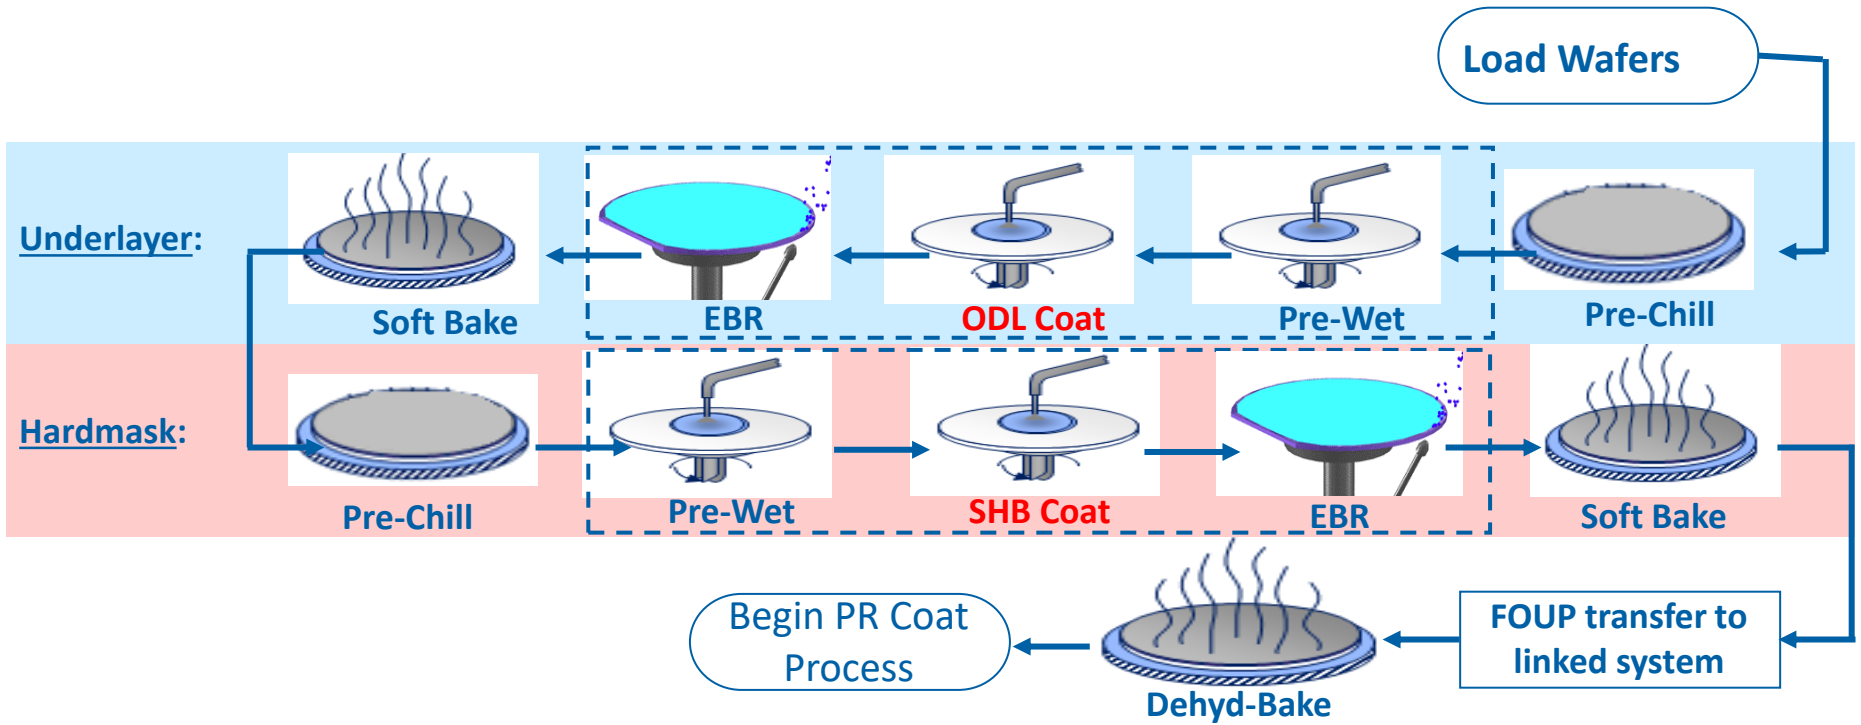 Load Wafers
Underlayer:
Soft Bake
EBR
ODL Coat
Pre-Wet
Pre-Chill
Hardmask:
Pre-Chill
Pre-Wet
SHB Coat
EBR
Soft Bake
Begin PR Coat
Process
Dehyd-Bake
FOUP transfer to
linked system